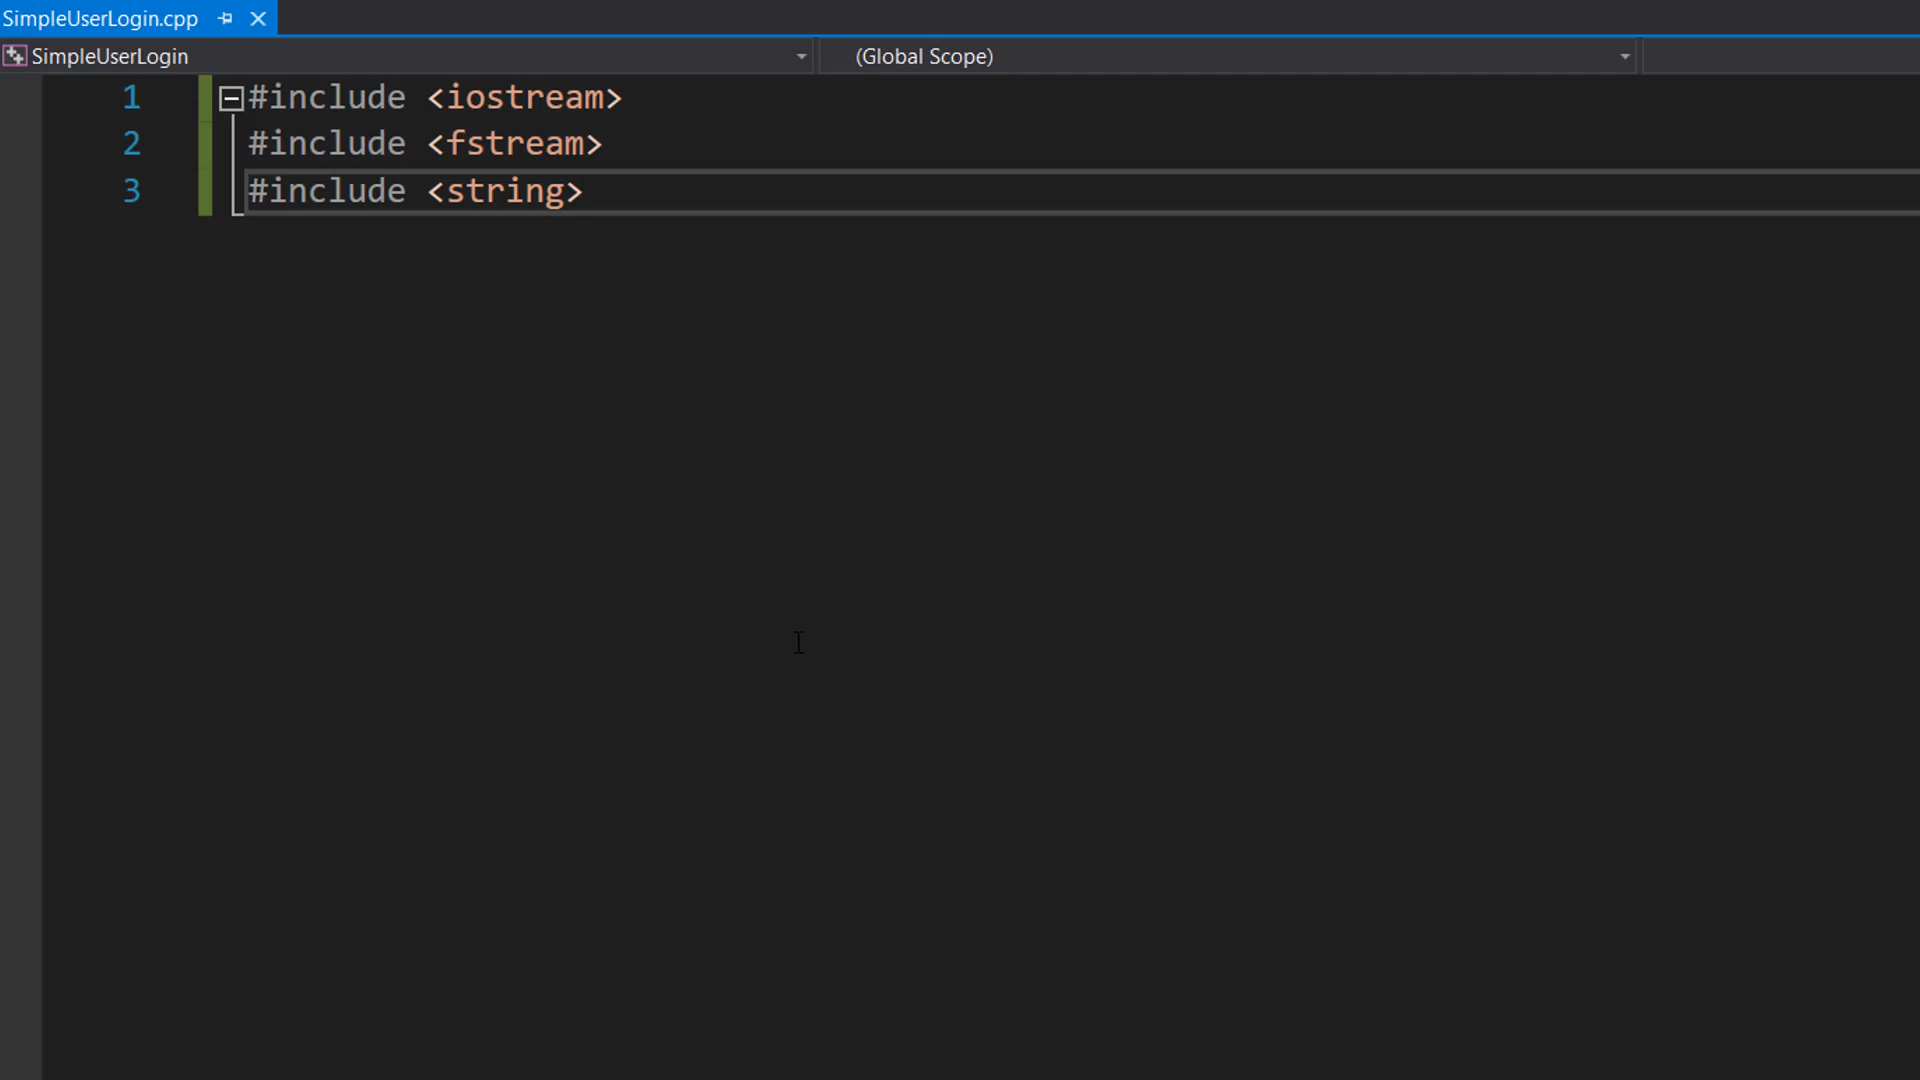 SimpleUserLogin.cpp
SimpleUserLogin (Global Scope)
1 #include <iostream>
2 #include <fstream>
3 #include <string>